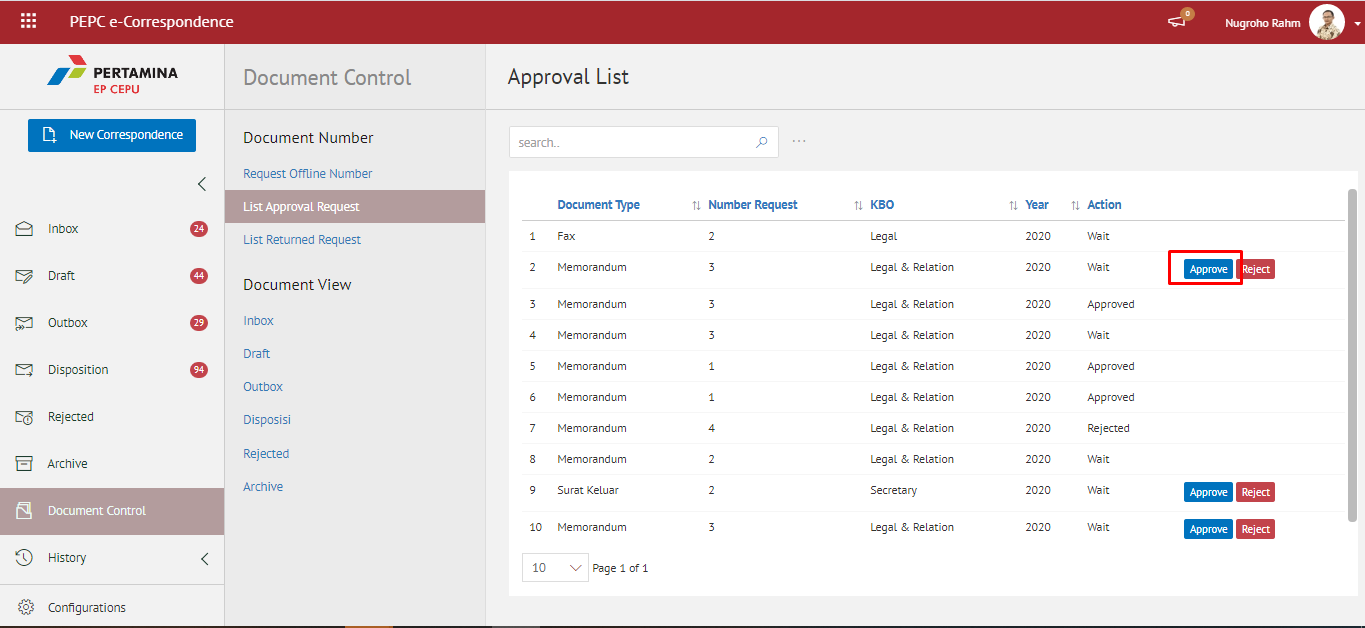 PEPC e-Correspondence
0
Nugroho Rahm
PERTAMINA
EP CEPU
New Correspondence
Inbox 24
Draft 44
Outbox 29
Disposition 94
Rejected
Archive
Document Control
History
Configurations
Document Control
Document Number
Request Offline Number
List Approval Request
List Returned Request
Document View
Inbox
Draft
Outbox
Disposisi
Rejected
Archive
Approval List
search..
Document Type Number Request KBO Year Action
1 Fax 2 Legal 2020 Wait
2 Memorandum 3 Legal & Relation 2020 Wait Approve Reject
3 Memorandum 3 Legal & Relation 2020 Approved
4 Memorandum 3 Legal & Relation 2020 Wait
5 Memorandum 1 Legal & Relation 2020 Approved
6 Memorandum 1 Legal & Relation 2020 Approved
7 Memorandum 4 Legal & Relation 2020 Rejected
8 Memorandum 2 Legal & Relation 2020 Wait
9 Surat Keluar 2 Secretary 2020 Wait Approve Reject
10 Memorandum 3 Legal & Relation 2020 Wait Approve Reject
10 Page 1 of 1